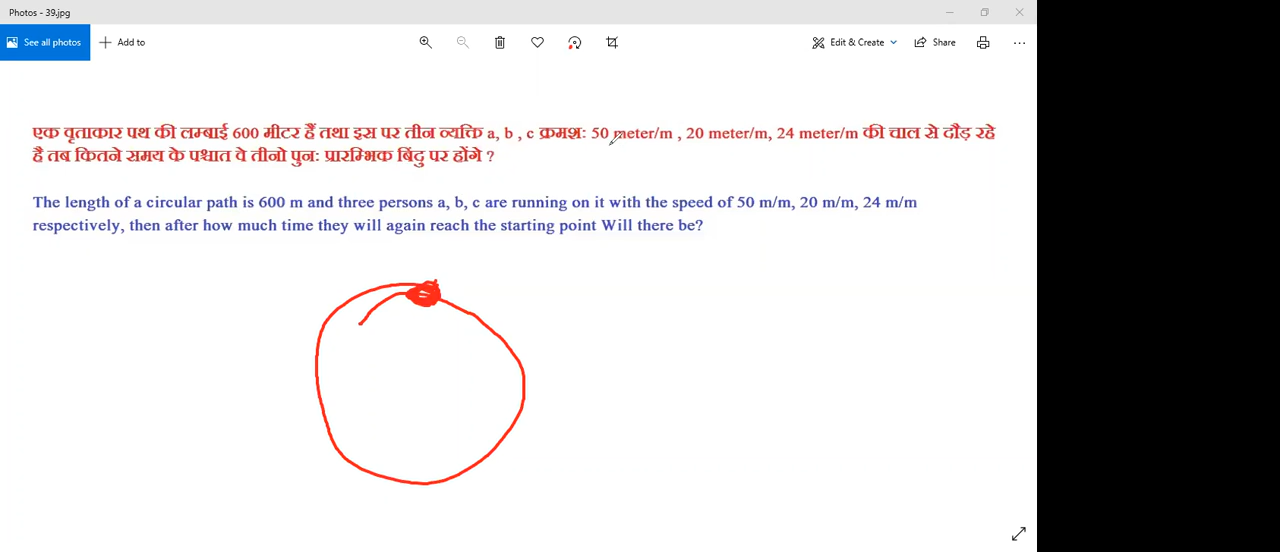 Photos - 39.jpg
See all photos
Add to
Edit & Create
Share
एक वृताकार पथ की लम्बाई 600 मीटर हैं तथा इस पर तीन व्यक्ति a, b , c क्रमशः 50 meter/m , 20 meter/m, 24 meter/m की चाल से दौड़ रहे
है तब कितने समय के पश्चात वे तीनो पुनः प्रारम्भिक बिंदु पर होंगे ?
The length of a circular path is 600 m and three persons a, b, c are running on it with the speed of 50 m/m, 20 m/m, 24 m/m
respectively, then after how much time they will again reach the starting point Will there be?